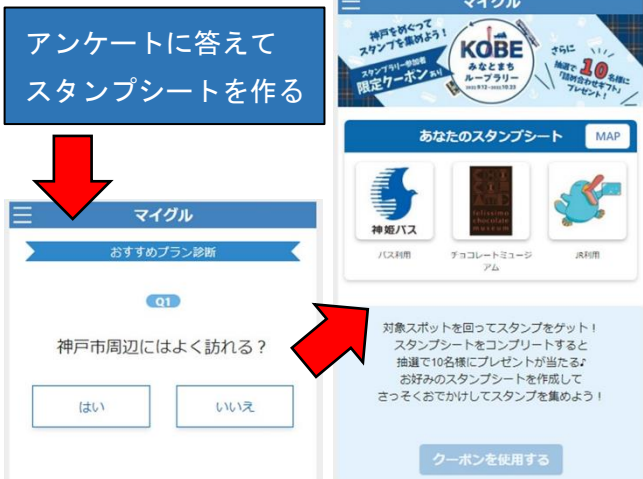 アンケートに答えて
スタンプシートを作る
マイグル
おすすめプラン診断
Q1
神戸市周辺にはよく訪れる？
はい
いいえ
マイグル
神戸をめぐって
スタンプを集めよう！
スタンプラリー参加者
限定クーポンあり
KOBE
みなとまち
ループラリー
さらに
抽選で10名様に
「詰め合わせギフト」
プレゼント！
あなたのスタンプシート
MAP
神姫バス
felissimo
chocolate
museum
バス利用
チョコレートミュージ
アム
JR利用
対象スポットを回ってスタンプをゲット！
スタンプシートをコンプリートすると
抽選で10名様にプレゼントが当たる♪
お好みのスタンプシートを作成して
さっそくおでかけしてスタンプを集めよう！
クーポンを使用する